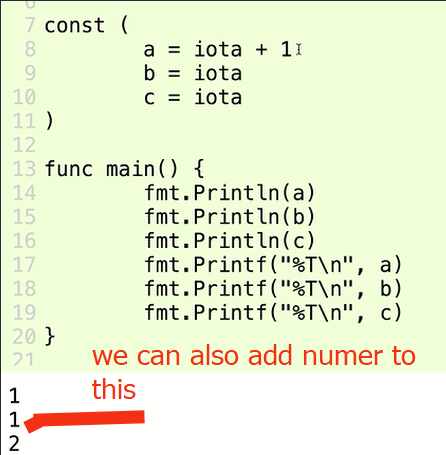 6
7 const (
8 a = iota + 1
9 b = iota
10 c = iota
11 )
12
13 func main() {
14 fmt.Println(a)
15 fmt.Println(b)
16 fmt.Println(c)
17 fmt.Printf("%T\n", a)
18 fmt.Printf("%T\n", b)
19 fmt.Printf("%T\n", c)
20 }
21
we can also add numer to
this
1
1
2